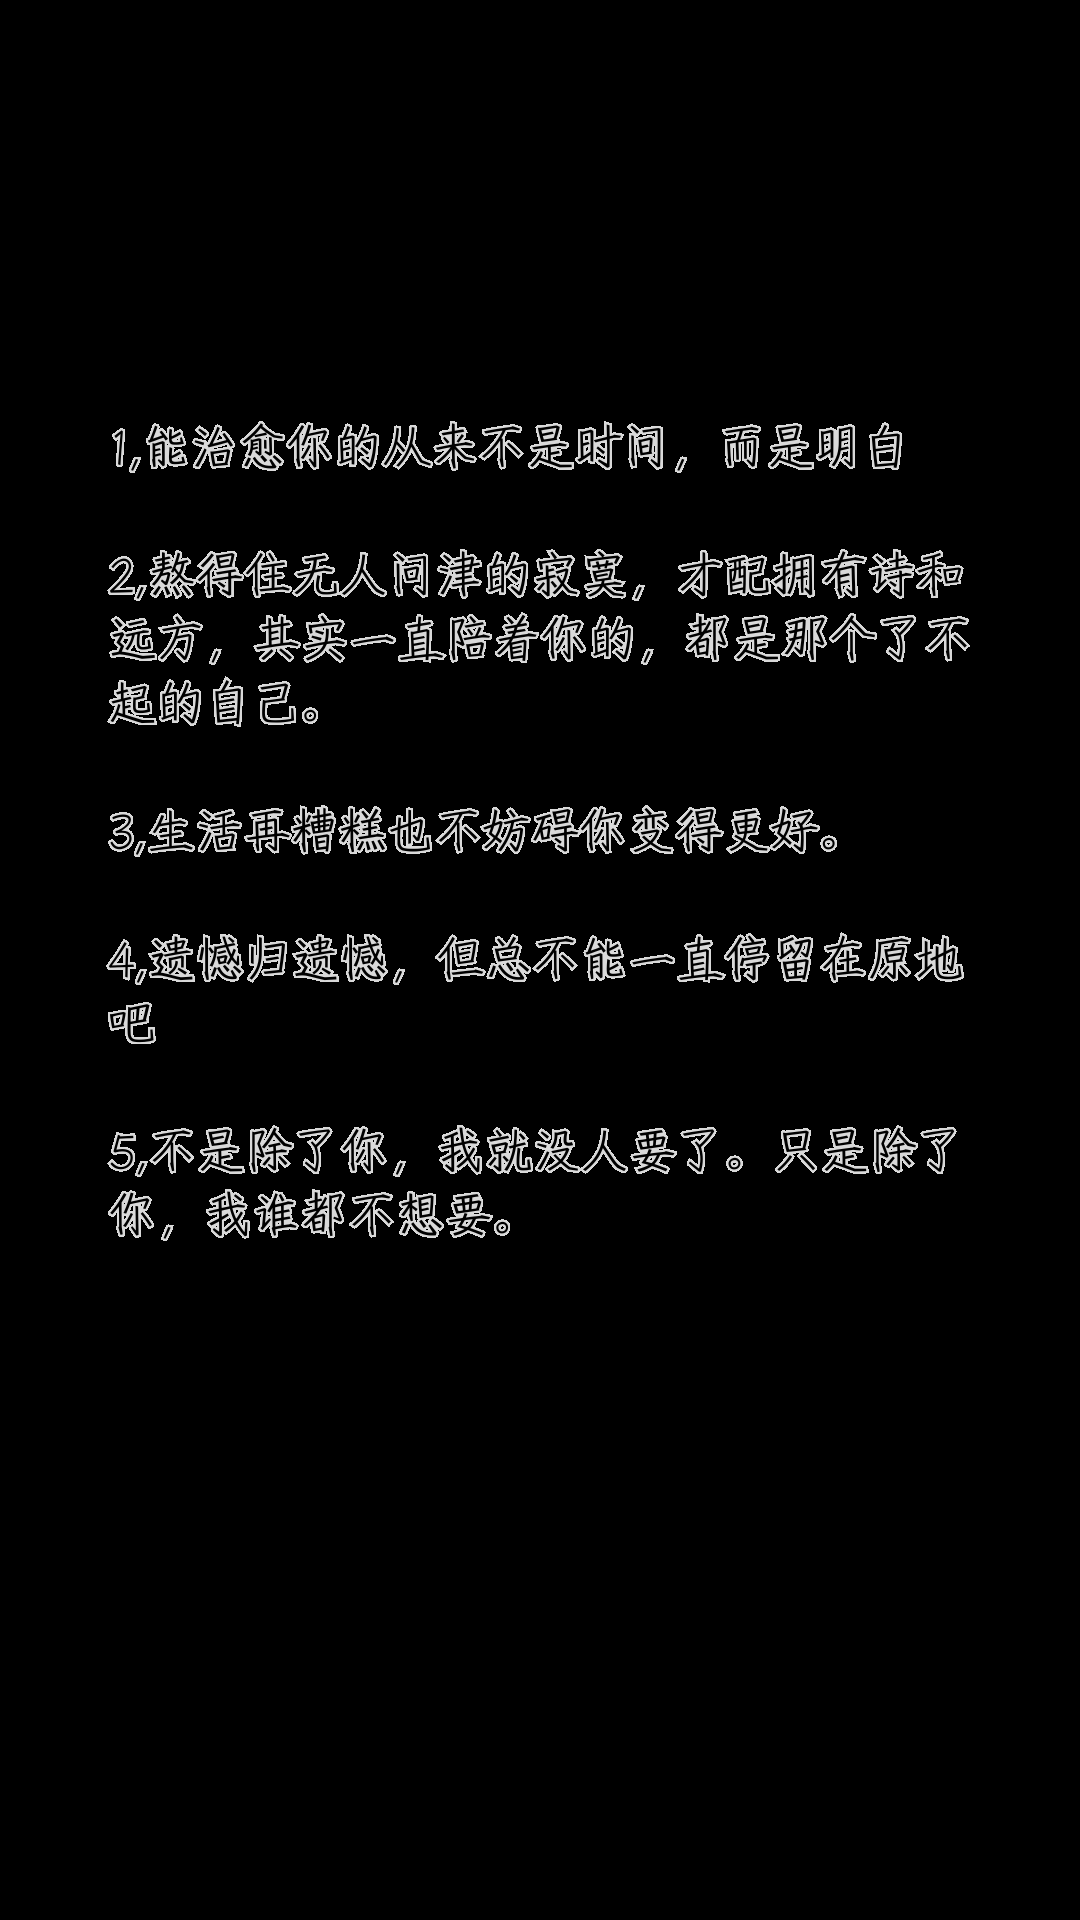 1,能治愈你的从来不是时间，而是明白
2,熬得住无人问津的寂寞，才配拥有诗和
远方，其实一直陪着你的，都是那个了不
起的自己。
3,生活再糟糕也不妨碍你变得更好。
4,遗憾归遗憾，但总不能一直停留在原地
吧
5,不是除了你，我就没人要了。只是除了
你，我谁都不想要。